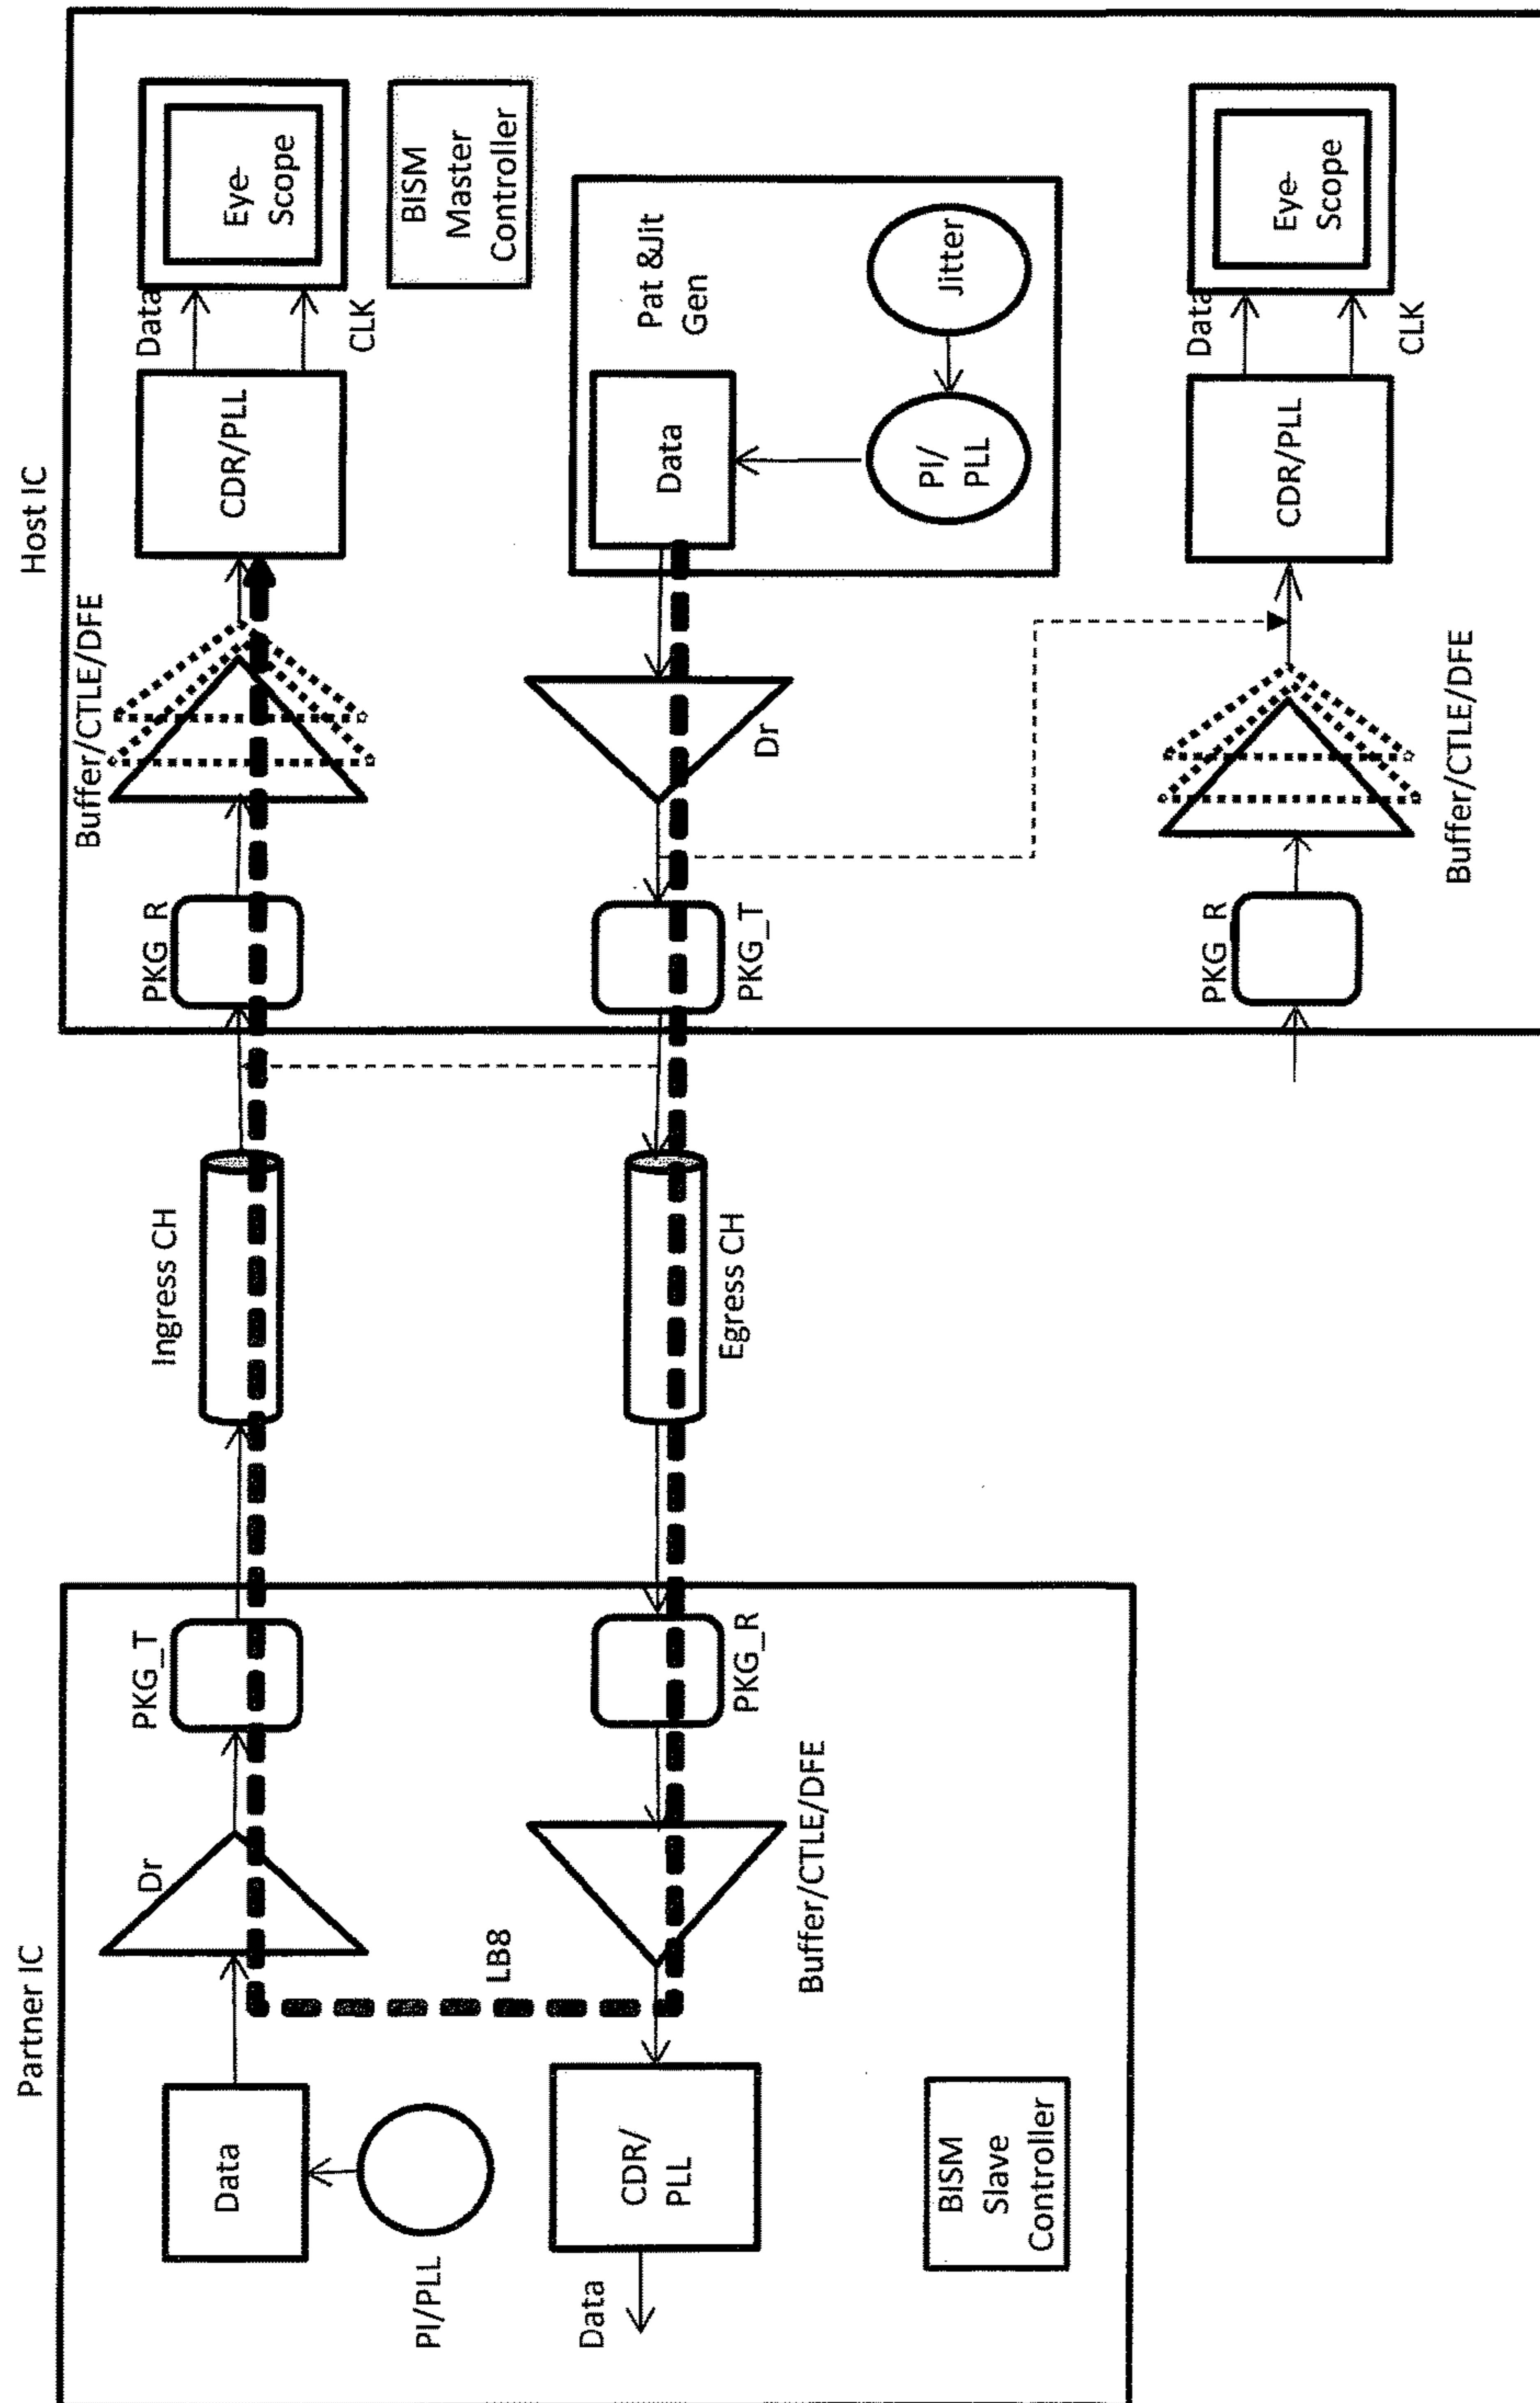 Partner IC
Host IC
Dr
PKG_T
Ingress CH
PKG_R
Buffer/CTLE/DFE
Data
CDR/PLL
Data
CLK
Eye-
Scope
BISM
Master
Controller
PI/PLL
LB8
Data
CDR/
PLL
Buffer/CTLE/DFE
PKG_R
Egress CH
PKG_T
Dr
Data
Pat &Jit
Gen
PI/
PLL
Jitter
BISM
Slave
Controller
PKG_R
Buffer/CTLE/DFE
CDR/PLL
Data
CLK
Eye-
Scope